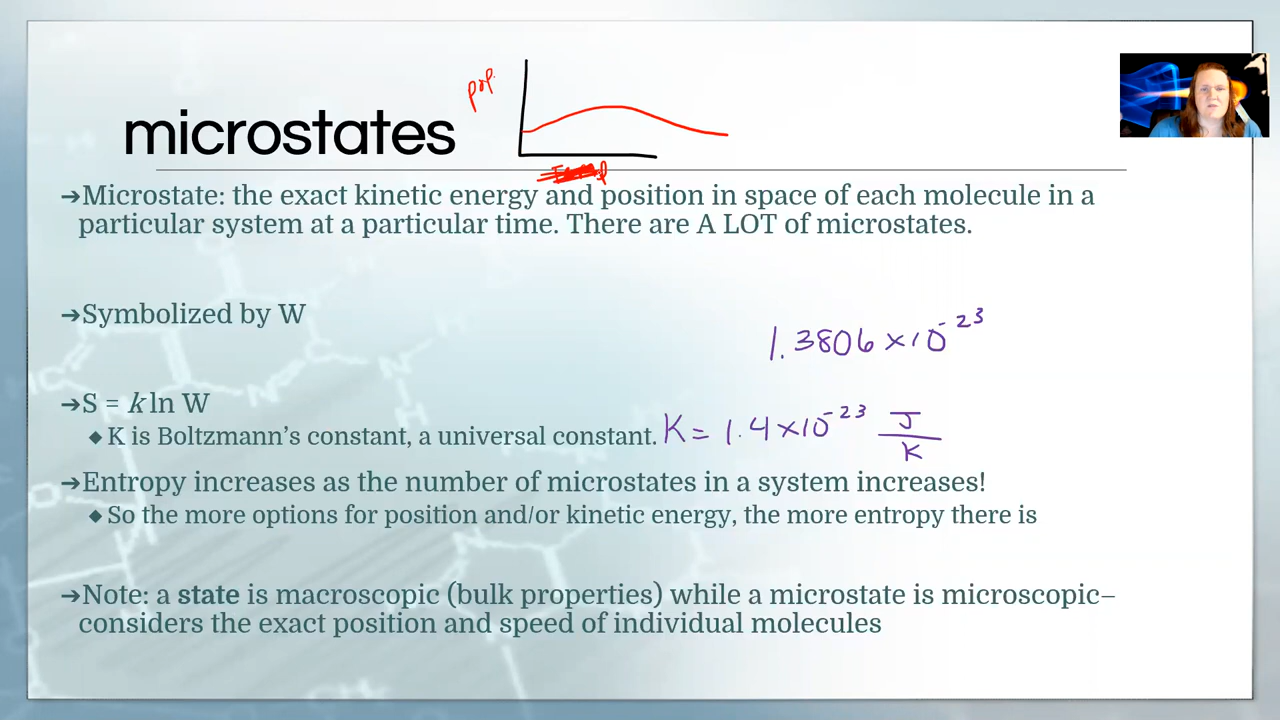 pop.
microstates
➔Microstate: the exact kinetic energy and position in space of each molecule in a
particular system at a particular time. There are A LOT of microstates.
➔Symbolized by W
1.3806 × 10⁻²³
➔S = k ln W
◆K is Boltzmann’s constant, a universal constant. K = 1.4 × 10⁻²³ J/K
➔Entropy increases as the number of microstates in a system increases!
◆So the more options for position and/or kinetic energy, the more entropy there is
➔Note: a state is macroscopic (bulk properties) while a microstate is microscopic–
considers the exact position and speed of individual molecules